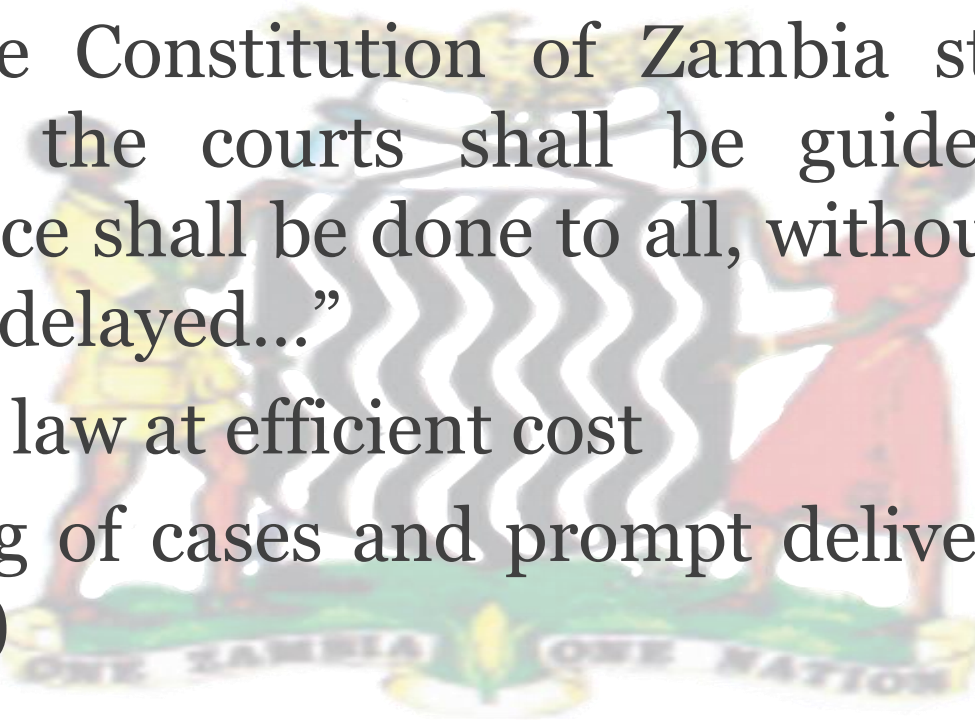 e Constitution of Zambia st
the courts shall be guide
ce shall be done to all, withou
delayed…”
law at efficient cost
g of cases and prompt delive
)
ONE ZAMBIA ONE NATION